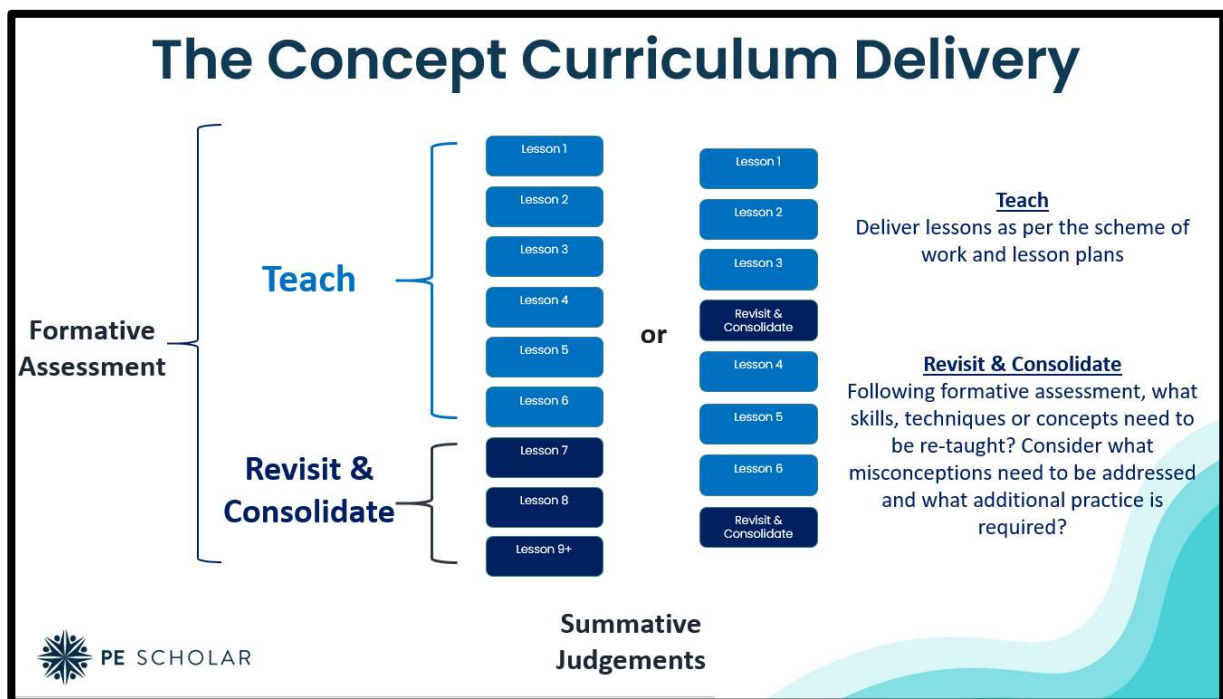 The Concept Curriculum Delivery
Formative
Assessment
Teach
Revisit &
Consolidate
Lesson 1
Lesson 2
Lesson 3
Lesson 4
Lesson 5
Lesson 6
Lesson 7
Lesson 8
Lesson 9+
or
Lesson 1
Lesson 2
Lesson 3
Revisit &
Consolidate
Lesson 4
Lesson 5
Lesson 6
Revisit &
Consolidate
Teach
Deliver lessons as per the scheme of
work and lesson plans
Revisit & Consolidate
Following formative assessment, what
skills, techniques or concepts need to
be re-taught? Consider what
misconceptions need to be addressed
and what additional practice is
required?
Summative
Judgements
PE SCHOLAR